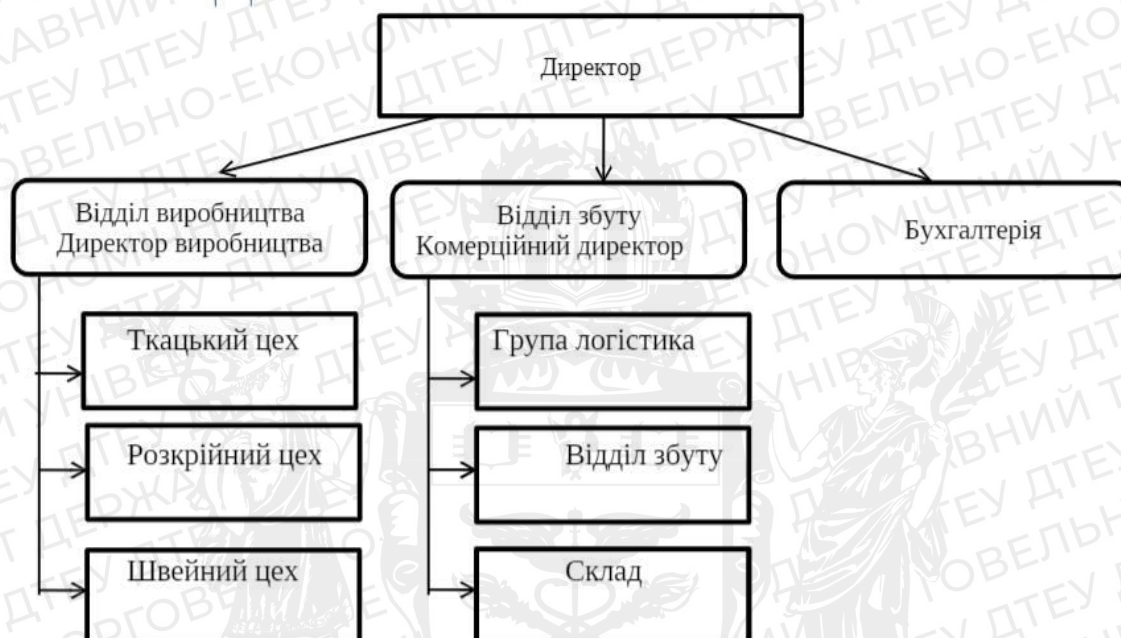 Директор
Відділ виробництва
Директор виробництва
Відділ збуту
Комерційний директор
Бухгалтерія
Ткацький цех
Розкрійний цех
Швейний цех
Група логістика
Відділ збуту
Склад